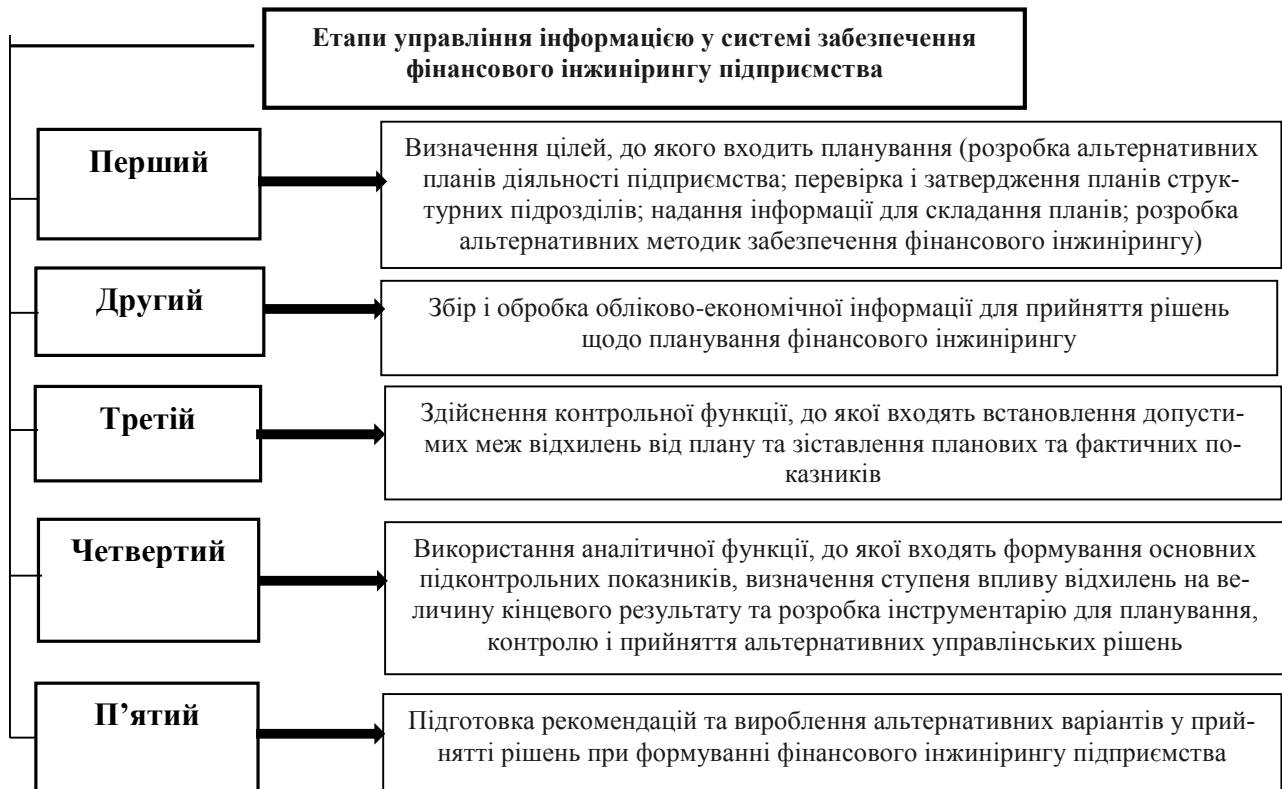 Етапи управління інформацією у системі забезпечення
фінансового інжинірингу підприємства
Перший
Визначення цілей, до якого входить планування (розробка альтернативних
планів діяльності підприємства; перевірка і затвердження планів струк-
турних підрозділів; надання інформації для складання планів; розробка
альтернативних методик забезпечення фінансового інжинірингу)
Другий
Збір і обробка обліково-економічної інформації для прийняття рішень
щодо планування фінансового інжинірингу
Третій
Здійснення контрольної функції, до якої входять встановлення допусти-
мих меж відхилень від плану та зіставлення планових та фактичних по-
казників
Четвертий
Використання аналітичної функції, до якої входять формування основних
підконтрольних показників, визначення ступеня впливу відхилень на ве-
личину кінцевого результату та розробка інструментарію для планування,
контролю і прийняття альтернативних управлінських рішень
П’ятий
Підготовка рекомендацій та вироблення альтернативних варіантів у прий-
нятті рішень при формуванні фінансового інжинірингу підприємства